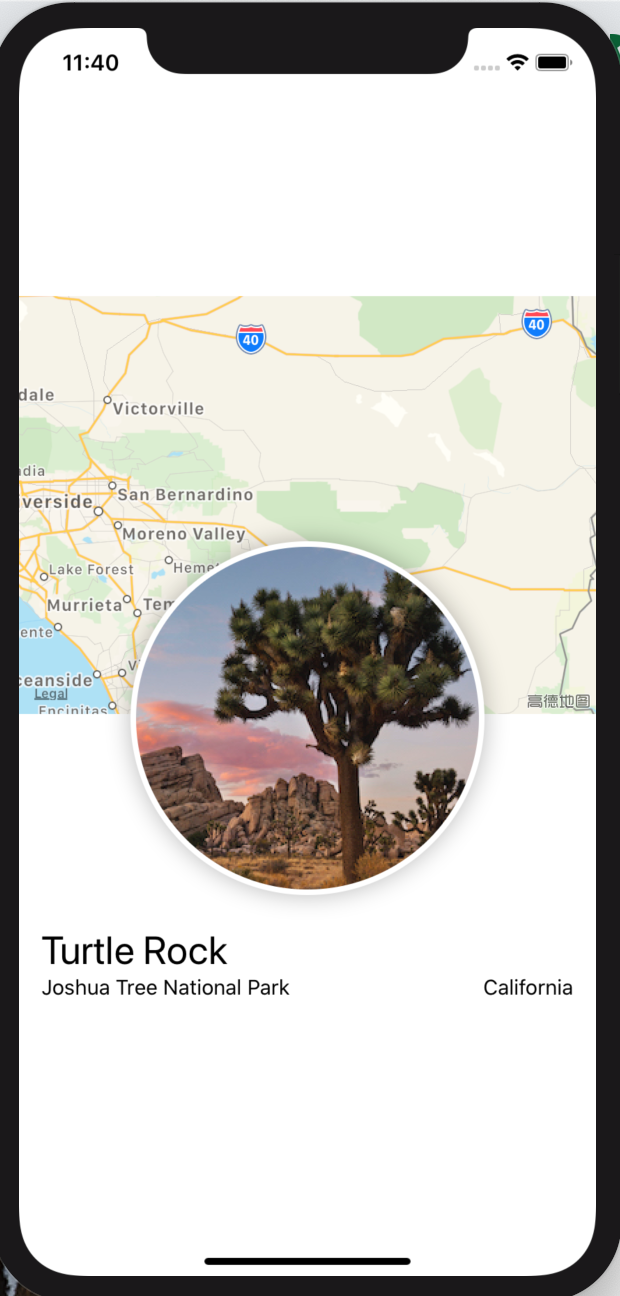 11:40
40
40
dale
Victorville
dia
San Bernardino
verside
Moreno Valley
Lake Forest
Hemet
Murrieta
Tem
ente
V
ceanside
Legal
Encinitas
高德地图
Turtle Rock
Joshua Tree National Park
California